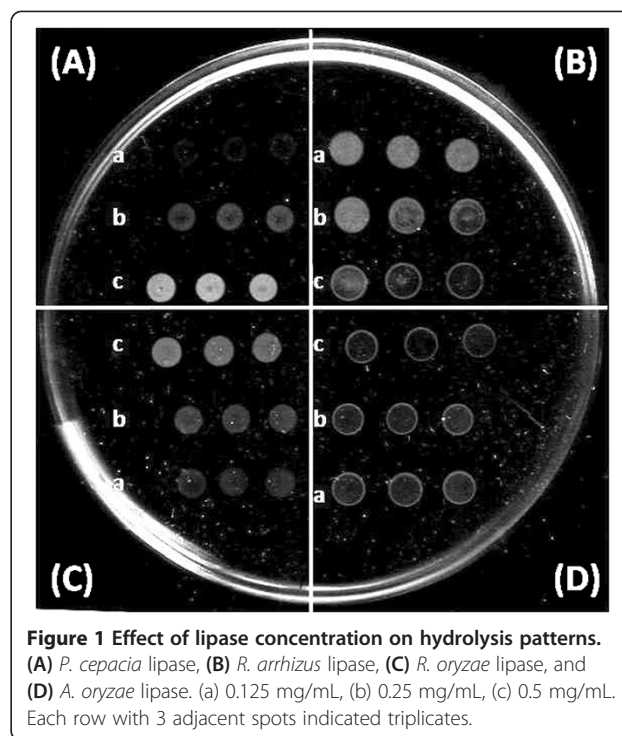 (A) (B)
a a
b b
c c
c c
b b
a a
(C) (D)
Figure 1 Effect of lipase concentration on hydrolysis patterns.
(A) P. cepacia lipase, (B) R. arrhizus lipase, (C) R. oryzae lipase, and
(D) A. oryzae lipase. (a) 0.125 mg/mL, (b) 0.25 mg/mL, (c) 0.5 mg/mL.
Each row with 3 adjacent spots indicated triplicates.